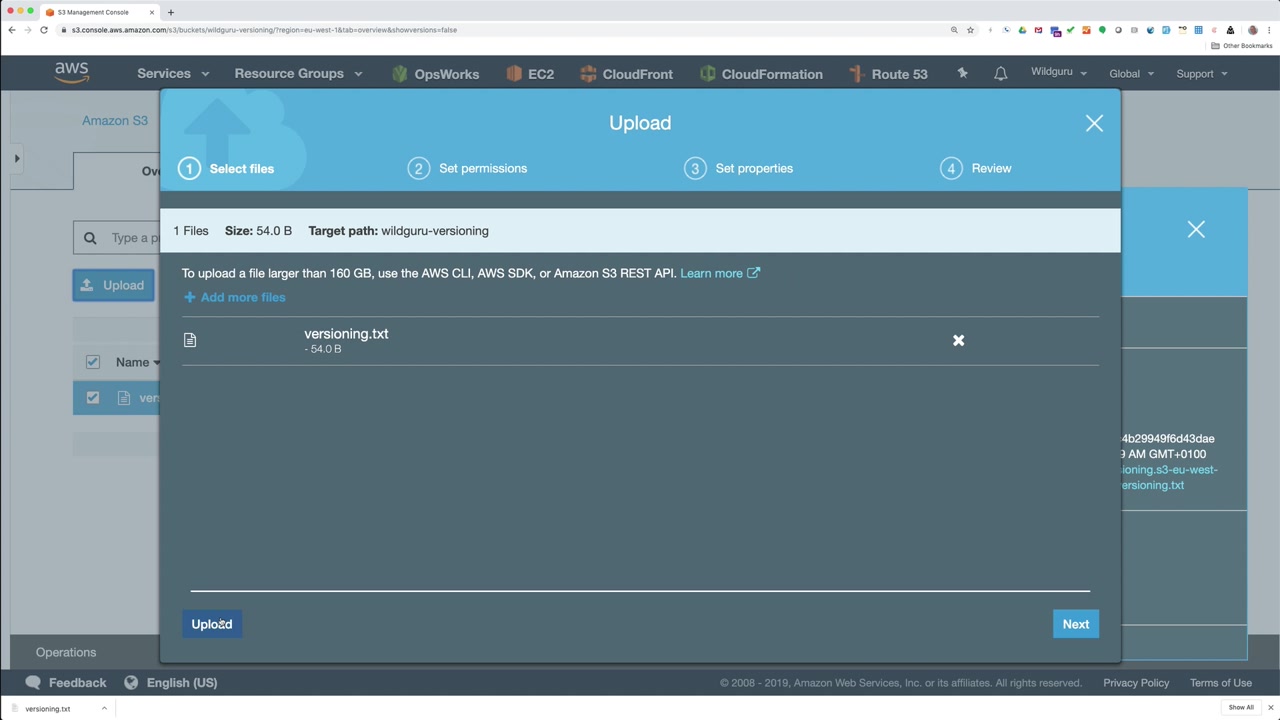 S3 Management Console
s3.console.aws.amazon.com/s3/buckets/wildguru-versioning/?region=eu-west-1&tab=overview&showversions=false
Other Bookmarks
aws Services Resource Groups OpsWorks EC2 CloudFront CloudFormation Route 53 Wildguru Global Support
Amazon S3
Upload
1 Select files 2 Set permissions 3 Set properties 4 Review
Ove
1 Files Size: 54.0 B Target path: wildguru-versioning
Type a p
To upload a file larger than 160 GB, use the AWS CLI, AWS SDK, or Amazon S3 REST API. Learn more
Upload
+ Add more files
versioning.txt
- 54.0 B
Name
vers
4b29949f6d43dae
9 AM GMT+0100
ioning.s3-eu-west-
ersioning.txt
Upload
Next
Operations
Feedback English (US) © 2008 - 2019, Amazon Web Services, Inc. or its affiliates. All rights reserved. Privacy Policy Terms of Use
versioning.txt Show All